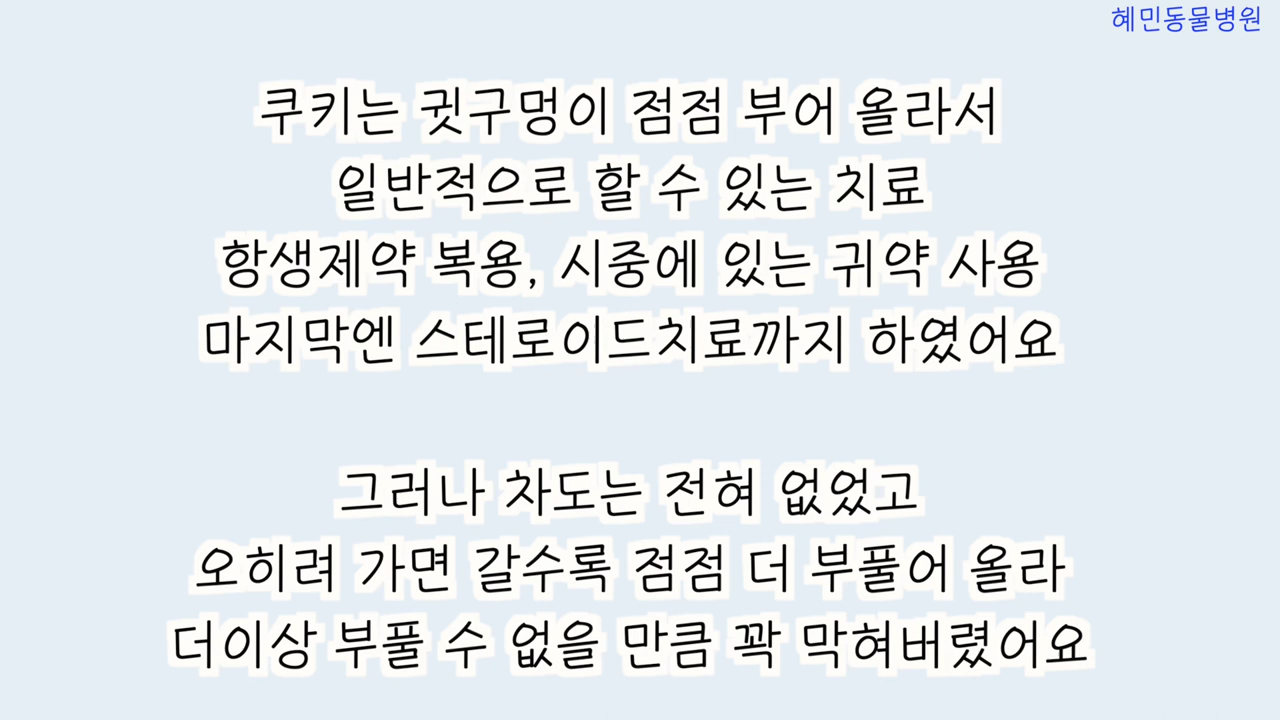 혜민동물병원
쿠키는 귓구멍이 점점 부어 올라서
일반적으로 할 수 있는 치료
항생제약 복용, 시중에 있는 귀약 사용
마지막엔 스테로이드치료까지 하였어요
그러나 차도는 전혀 없었고
오히려 가면 갈수록 점점 더 부풀어 올라
더이상 부풀 수 없을 만큼 꽉 막혀버렸어요